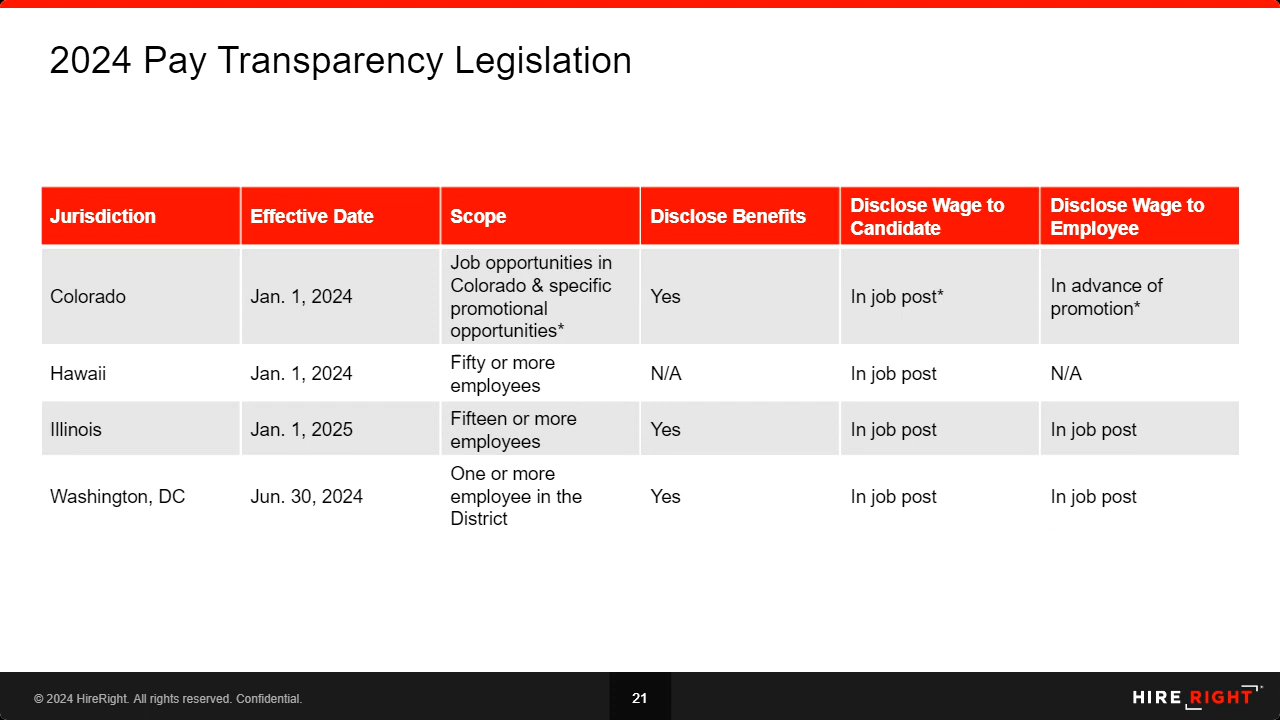 2024 Pay Transparency Legislation
Jurisdiction
Effective Date
Scope
Disclose Benefits
Disclose Wage to
Candidate
Disclose Wage to
Employee
Colorado
Jan. 1, 2024
Job opportunities in
Colorado & specific
promotional
opportunities*
Yes
In job post*
In advance of
promotion*
Hawaii
Jan. 1, 2024
Fifty or more
employees
N/A
In job post
N/A
Illinois
Jan. 1, 2025
Fifteen or more
employees
Yes
In job post
In job post
Washington, DC
Jun. 30, 2024
One or more
employee in the
District
Yes
In job post
In job post
© 2024 HireRight. All rights reserved. Confidential.
21
HIRE RIGHT